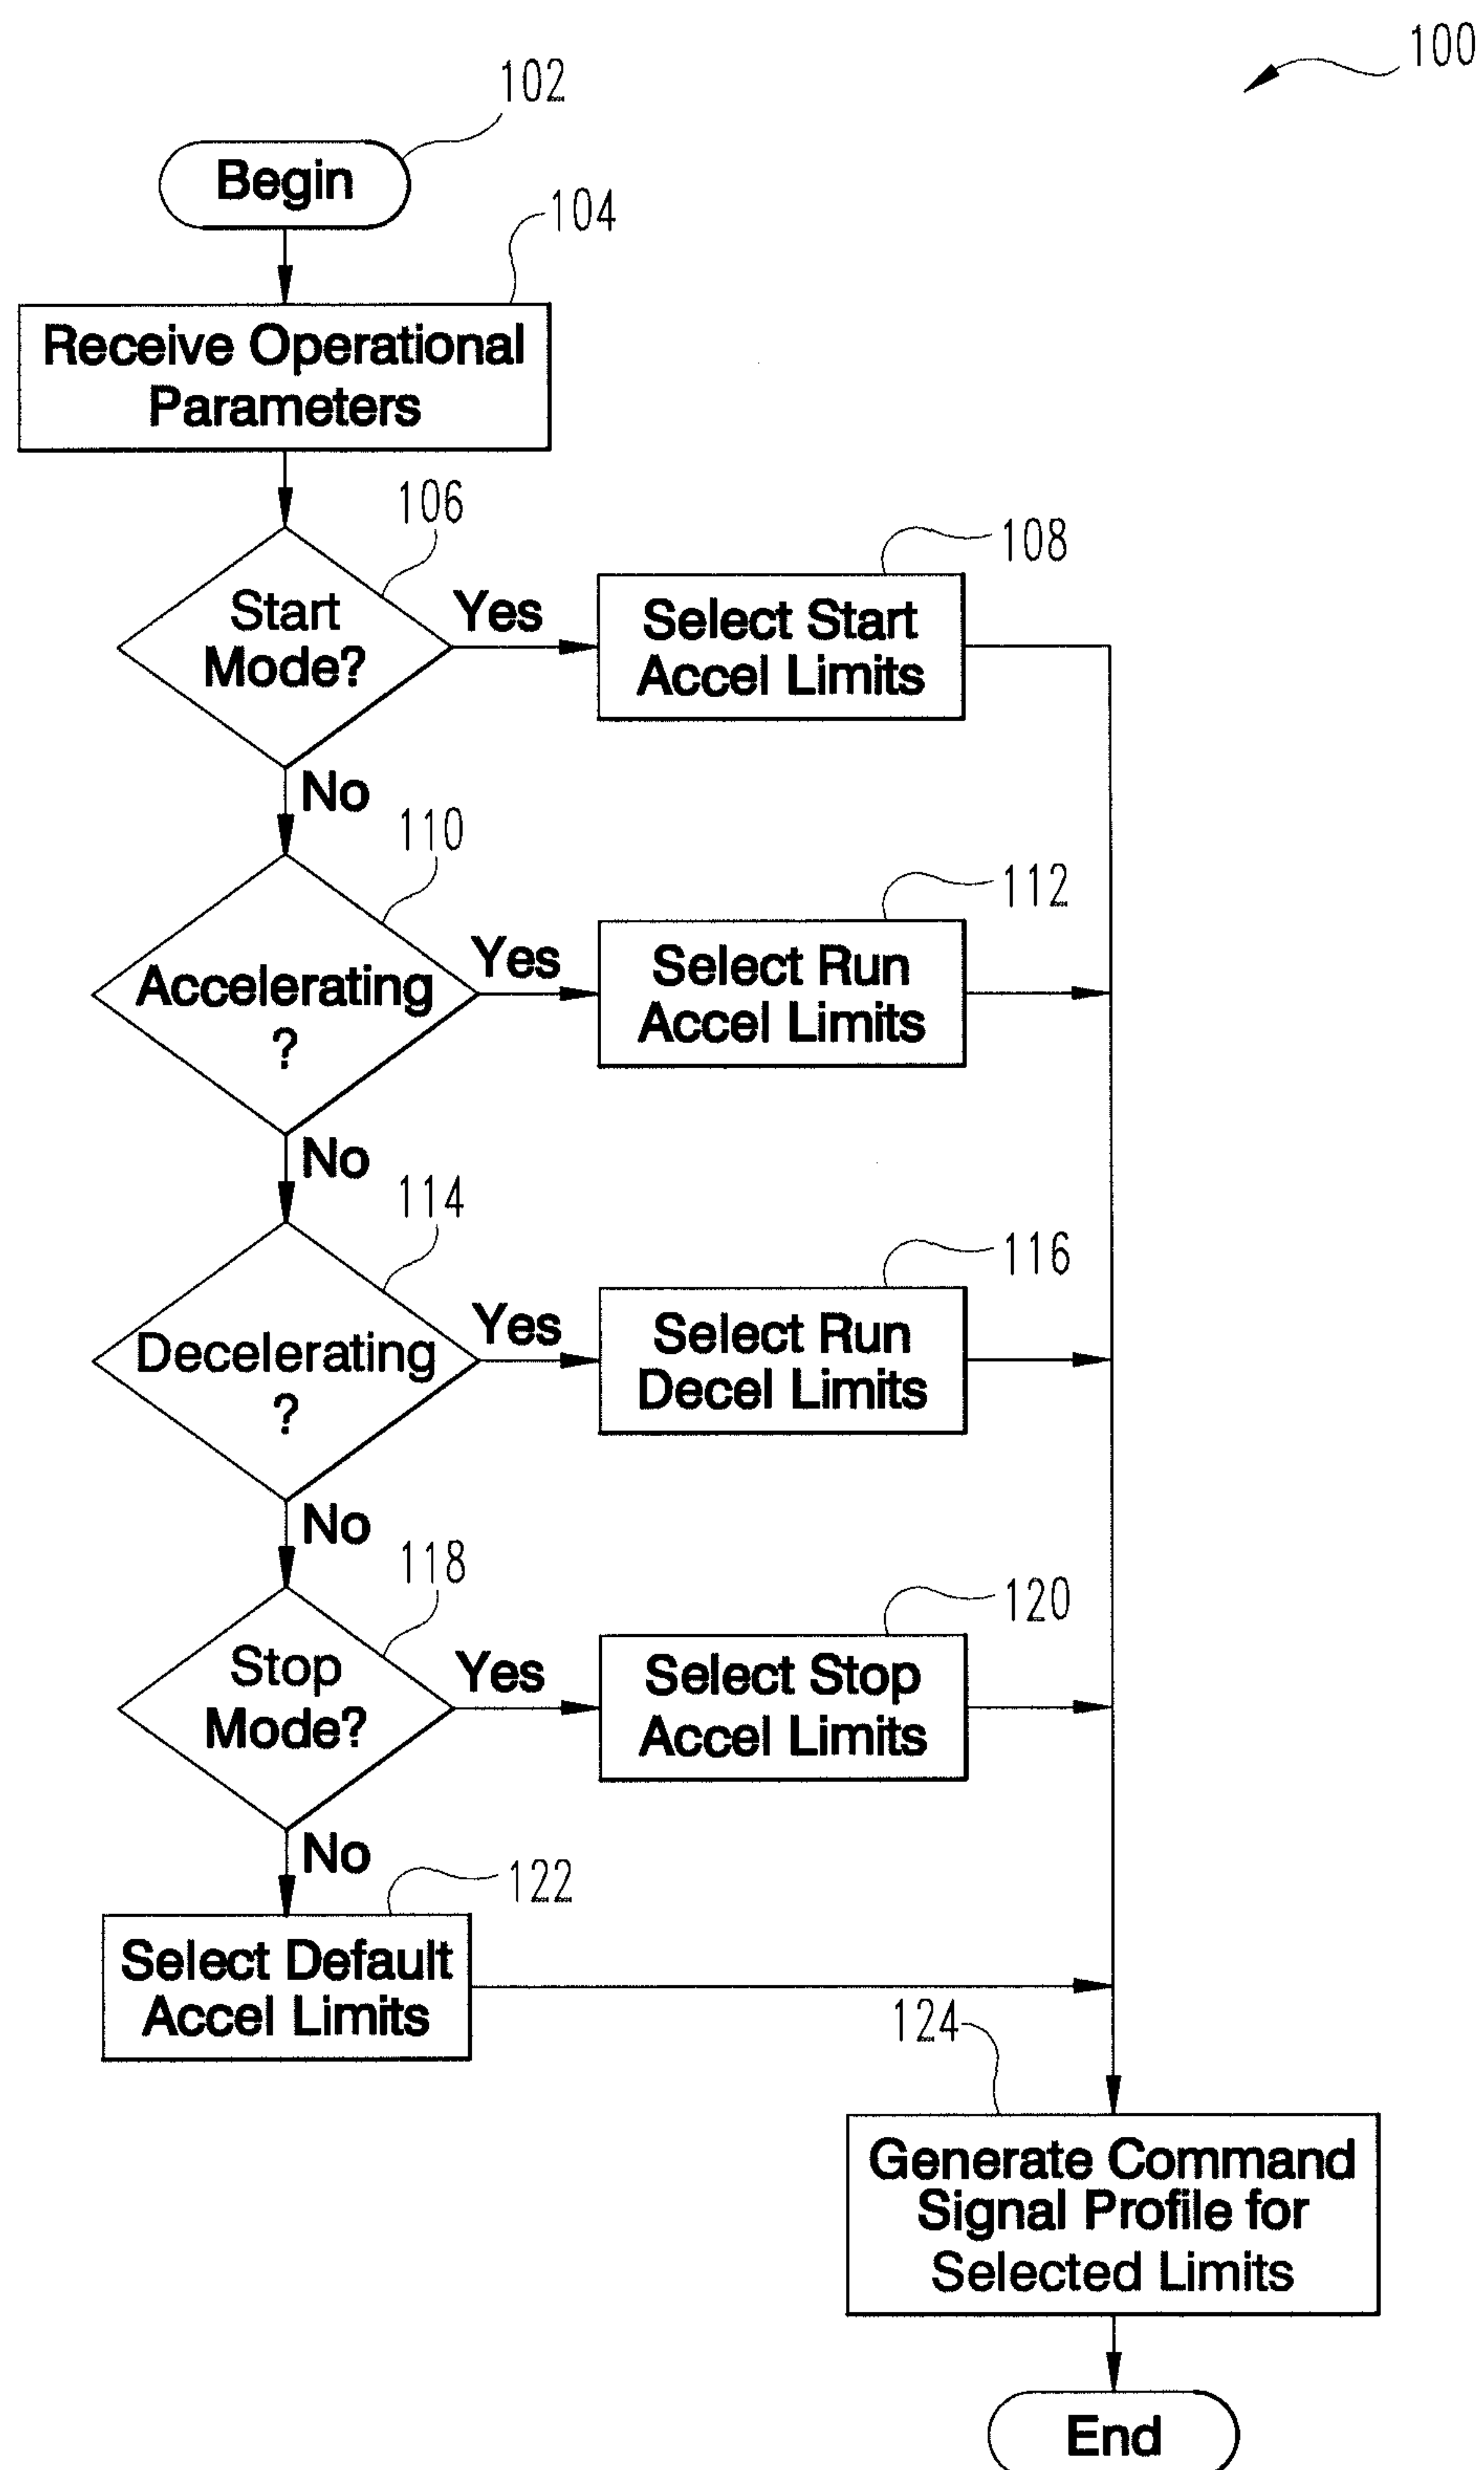 100
102
Begin
104
Receive Operational
Parameters
106
Start
Mode?
Yes
108
Select Start
Accel Limits
No
110
Accelerating
?
Yes
112
Select Run
Accel Limits
No
114
Decelerating
?
Yes
116
Select Run
Decel Limits
No
118
Stop
Mode?
Yes
120
Select Stop
Accel Limits
No
122
Select Default
Accel Limits
124
Generate Command
Signal Profile for
Selected Limits
End